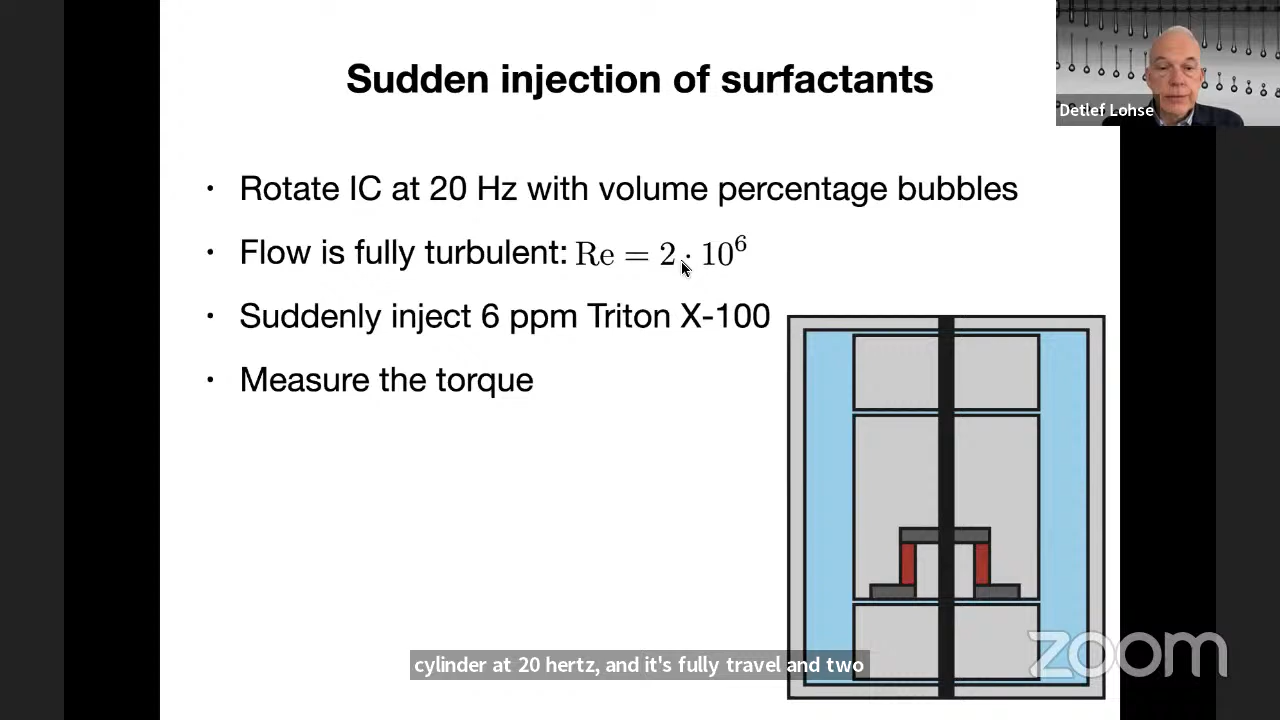 Sudden injection of surfactants
Detlef Lohse
• Rotate IC at 20 Hz with volume percentage bubbles
• Flow is fully turbulent: Re = 2 · 10⁶
• Suddenly inject 6 ppm Triton X-100
• Measure the torque
zoom
cylinder at 20 hertz, and it's fully travel and two